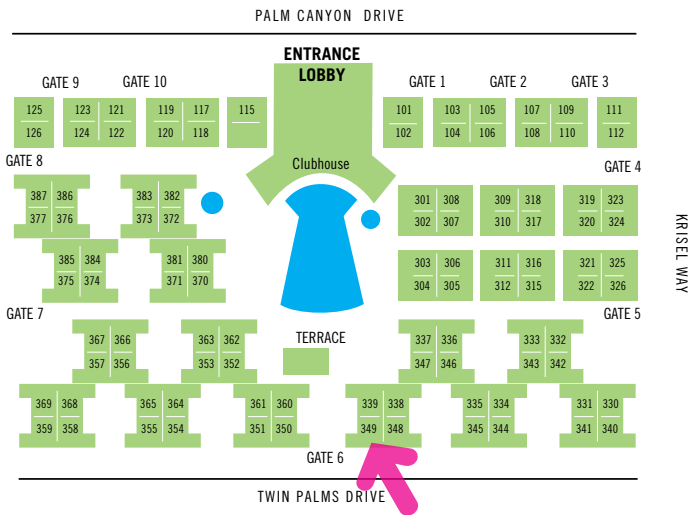 PALM CANYON DRIVE
ENTRANCE
LOBBY
GATE 9 GATE 10 GATE 1 GATE 2 GATE 3
125 123 121 119 117 115 101 103 105 107 109 111
126 124 122 120 118 102 104 106 108 110 112
Clubhouse
GATE 8 GATE 4
387 386 383 382 301 308 309 318 319 323
377 376 373 372 302 307 310 317 320 324
KRISEL WAY
385 384 381 380 303 306 311 316 321 325
375 374 371 370 304 305 312 315 322 326
GATE 7 GATE 5
367 366 363 362 TERRACE 337 336 333 332
357 356 353 352 347 346 343 342
369 368 365 364 361 360 339 338 335 334 331 330
359 358 355 354 351 350 349 348 345 344 341 340
GATE 6
TWIN PALMS DRIVE